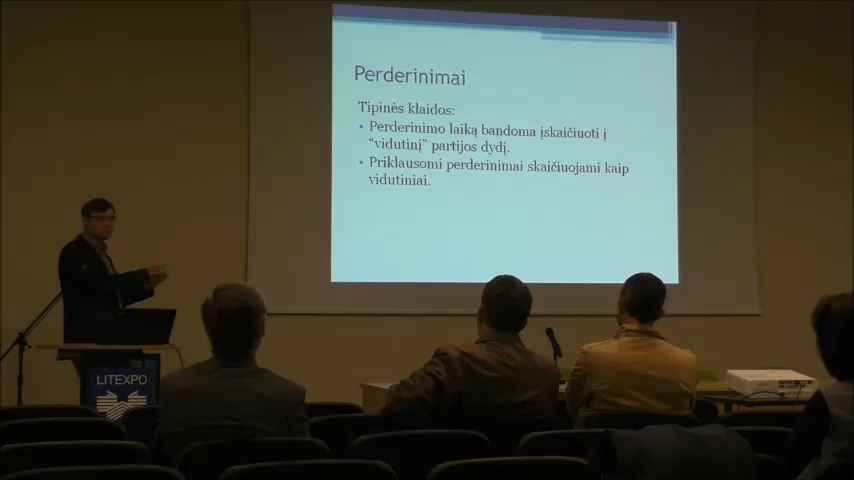 Perderinimai
Tipinės klaidos:
• Perderinimo laiką bandoma įskaičiuoti į
“vidutinį” partijos dydį.
• Priklausomi perderinimai skaičiuojami kaip
vidutiniai.
LITEXPO